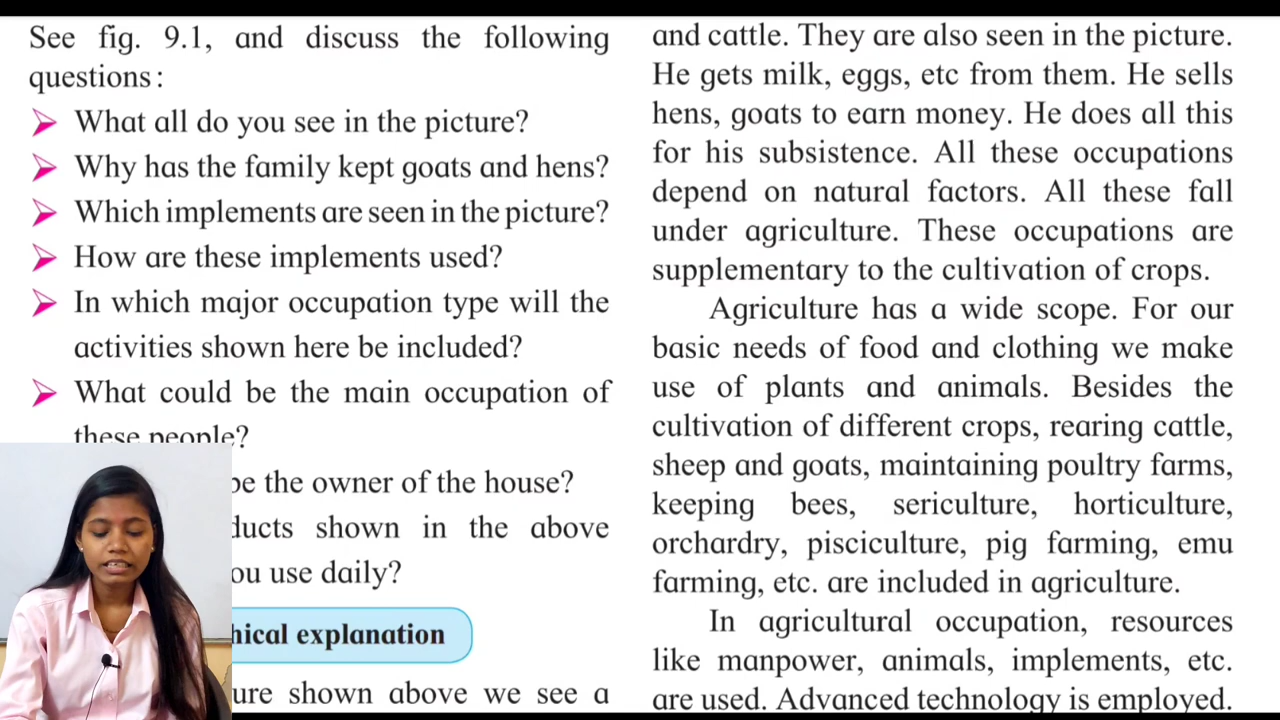 See fig. 9.1, and discuss the following
questions:
What all do you see in the picture?
Why has the family kept goats and hens?
Which implements are seen in the picture?
How are these implements used?
In which major occupation type will the
activities shown here be included?
What could be the main occupation of
these people?
be the owner of the house?
ducts shown in the above
ou use daily?
hical explanation
ure shown above we see a
and cattle. They are also seen in the picture.
He gets milk, eggs, etc from them. He sells
hens, goats to earn money. He does all this
for his subsistence. All these occupations
depend on natural factors. All these fall
under agriculture. These occupations are
supplementary to the cultivation of crops.
Agriculture has a wide scope. For our
basic needs of food and clothing we make
use of plants and animals. Besides the
cultivation of different crops, rearing cattle,
sheep and goats, maintaining poultry farms,
keeping bees, sericulture, horticulture,
orchardry, pisciculture, pig farming, emu
farming, etc. are included in agriculture.
In agricultural occupation, resources
like manpower, animals, implements, etc.
are used. Advanced technology is employed.